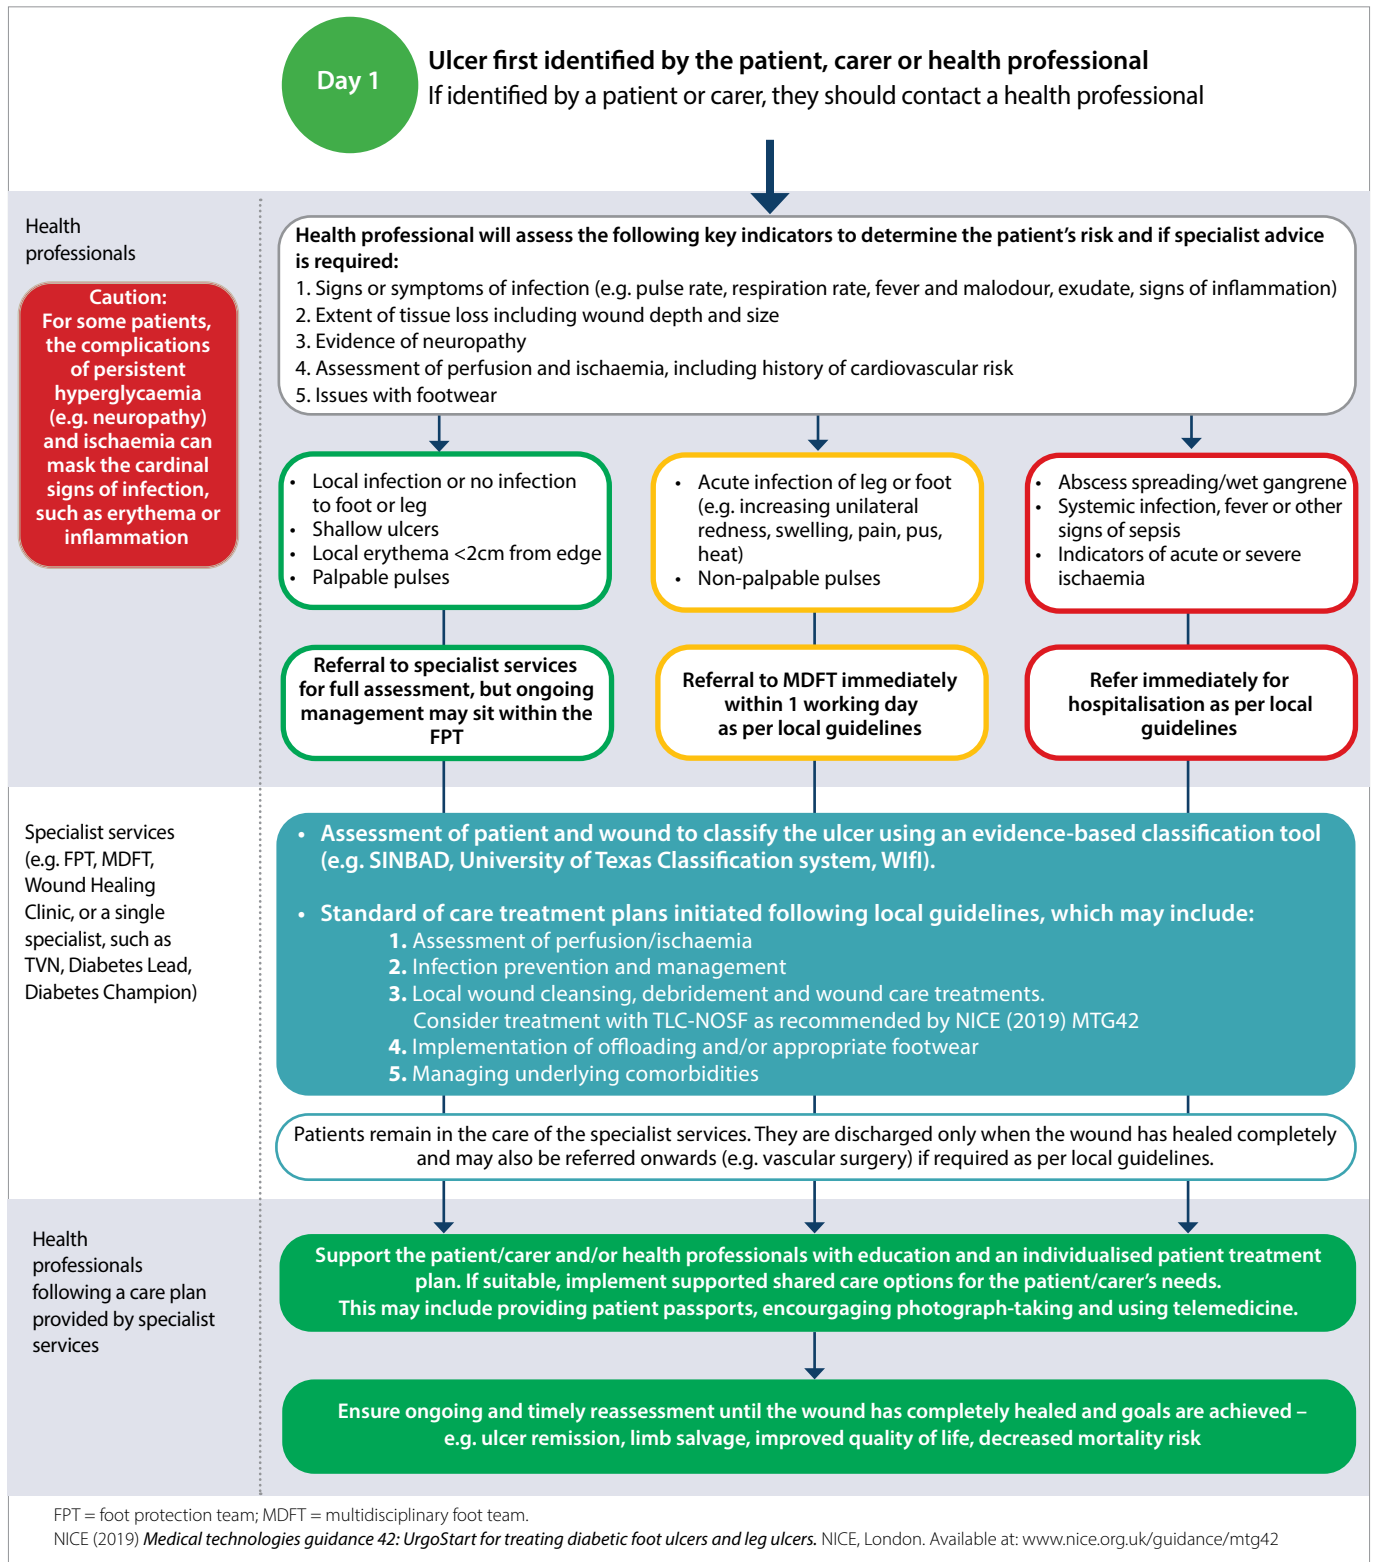 Day 1
Ulcer first identified by the patient, carer or health professional
If identified by a patient or carer, they should contact a health professional
Health
professionals
Caution:
For some patients,
the complications
of persistent
hyperglycaemia
(e.g. neuropathy)
and ischaemia can
mask the cardinal
signs of infection,
such as erythema or
inflammation
Health professional will assess the following key indicators to determine the patient's risk and if specialist advice
is required:
1. Signs or symptoms of infection (e.g. pulse rate, respiration rate, fever and malodour, exudate, signs of inflammation)
2. Extent of tissue loss including wound depth and size
3. Evidence of neuropathy
4. Assessment of perfusion and ischaemia, including history of cardiovascular risk
5. Issues with footwear
• Local infection or no infection
to foot or leg
• Shallow ulcers
• Local erythema <2cm from edge
• Palpable pulses
• Acute infection of leg or foot
(e.g. increasing unilateral
redness, swelling, pain, pus,
heat)
• Non-palpable pulses
• Abscess spreading/wet gangrene
• Systemic infection, fever or other
signs of sepsis
• Indicators of acute or severe
ischaemia
Referral to specialist services
for full assessment, but ongoing
management may sit within the
FPT
Referral to MDFT immediately
within 1 working day
as per local guidelines
Refer immediately for
hospitalisation as per local
guidelines
Specialist services
(e.g. FPT, MDFT,
Wound Healing
Clinic, or a single
specialist, such as
TVN, Diabetes Lead,
Diabetes Champion)
• Assessment of patient and wound to classify the ulcer using an evidence-based classification tool
(e.g. SINBAD, University of Texas Classification system, WIfI).
• Standard of care treatment plans initiated following local guidelines, which may include:
1. Assessment of perfusion/ischaemia
2. Infection prevention and management
3. Local wound cleansing, debridement and wound care treatments.
Consider treatment with TLC-NOSF as recommended by NICE (2019) MTG42
4. Implementation of offloading and/or appropriate footwear
5. Managing underlying comorbidities
Patients remain in the care of the specialist services. They are discharged only when the wound has healed completely
and may also be referred onwards (e.g. vascular surgery) if required as per local guidelines.
Health
professionals
following a care plan
provided by specialist
services
Support the patient/carer and/or health professionals with education and an individualised patient treatment
plan. If suitable, implement supported shared care options for the patient/carer's needs.
This may include providing patient passports, encourgaging photograph-taking and using telemedicine.
Ensure ongoing and timely reassessment until the wound has completely healed and goals are achieved –
e.g. ulcer remission, limb salvage, improved quality of life, decreased mortality risk
FPT = foot protection team; MDFT = multidisciplinary foot team.
NICE (2019) Medical technologies guidance 42: UrgoStart for treating diabetic foot ulcers and leg ulcers. NICE, London. Available at: www.nice.org.uk/guidance/mtg42